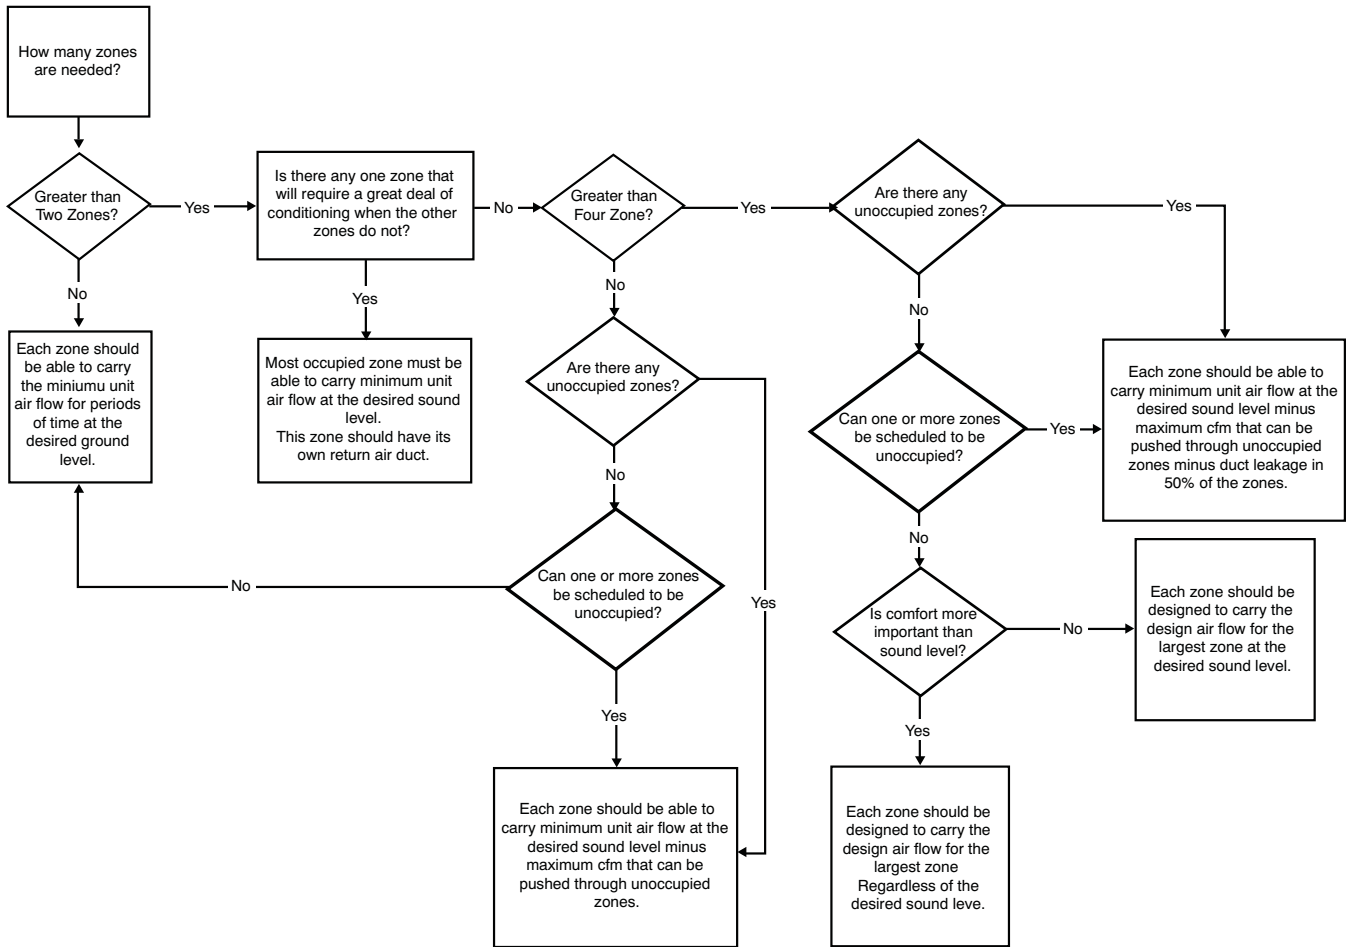 How many zones
are needed?
Greater than
Two Zones?
Yes
Is there any one zone that
will require a great deal of
conditioning when the other
zones do not?
No
Greater than
Four Zone?
Yes
Are there any
unoccupied zones?
Yes
No
Each zone should
be able to carry
the miniumu unit
air flow for periods
of time at the
desired ground
level.
Yes
Most occupied zone must be
able to carry minimum unit
air flow at the desired sound
level.
This zone should have its
own return air duct.
No
Are there any
unoccupied zones?
No
Can one or more zones
be scheduled to be
unoccupied?
No
Yes
Yes
Each zone should be able to
carry minimum unit air flow at the
desired sound level minus
maximum cfm that can be
pushed through unoccupied
zones.
No
Can one or more zones
be scheduled to be
unoccupied?
Yes
Each zone should be able to
carry minimum unit air flow at the
desired sound level minus
maximum cfm that can be
pushed through unoccupied
zones minus duct leakage in
50% of the zones.
No
Is comfort more
important than
sound level?
No
Each zone should be
designed to carry the
design air flow for the
largest zone at the
desired sound level.
Yes
Each zone should be
designed to carry the
design air flow for the
largest zone
Regardless of the
desired sound leve.